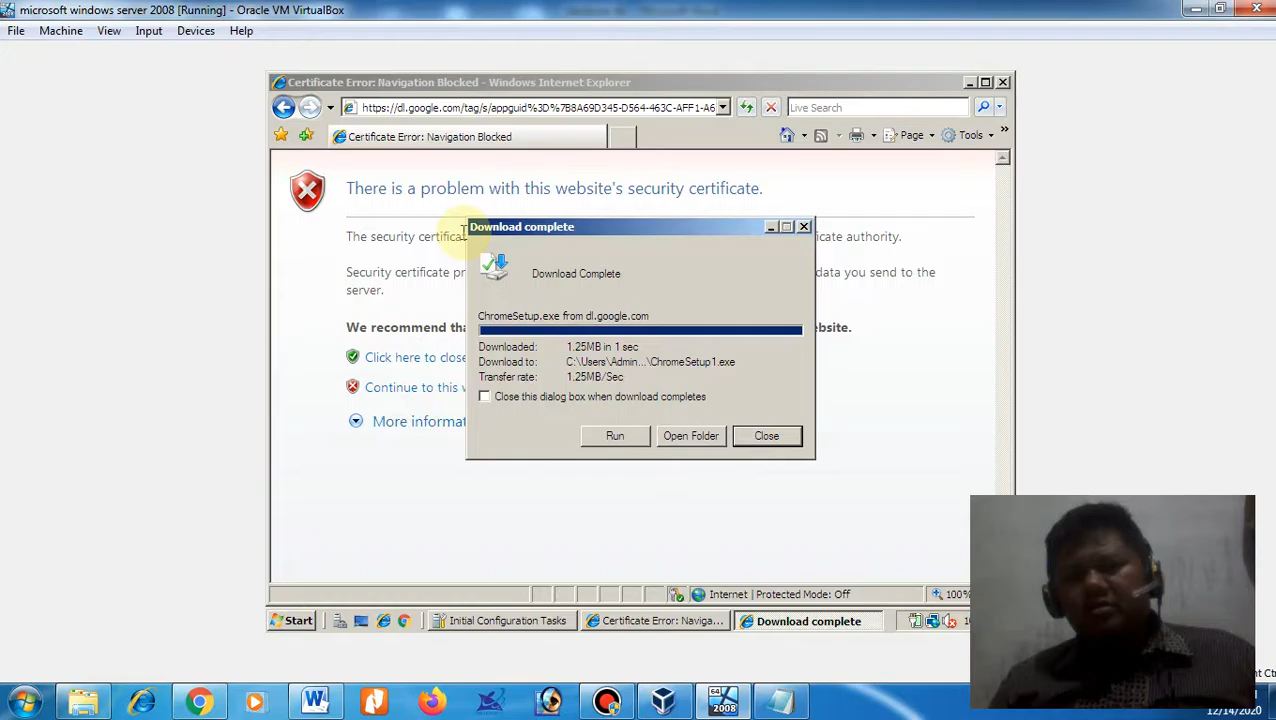 microsoft windows server 2008 [Running] - Oracle VM VirtualBox
File Machine View Input Devices Help
Certificate Error: Navigation Blocked - Windows Internet Explorer
https://dl.google.com/tag/s/appguid%3D%7B8A69D345-D564-463C-AFF1-A6
Live Search
Certificate Error: Navigation Blocked
Page
Tools
There is a problem with this website's security certificate.
The security certifica
icate authority.
Security certificate pr
data you send to the
server.
We recommend tha
bsite.
Click here to close
Continue to this w
More informat
Download complete
Download Complete
ChromeSetup.exe from dl.google.com
Downloaded: 1.25MB in 1 sec
Download to: C:\Users\Admin...\ChromeSetup1.exe
Transfer rate: 1.25MB/Sec
Close this dialog box when download completes
Run
Open Folder
Close
Internet | Protected Mode: Off
100%
Start
Initial Configuration Tasks
Certificate Error: Naviga...
Download complete
Ctr
64
2008
12/14/2020